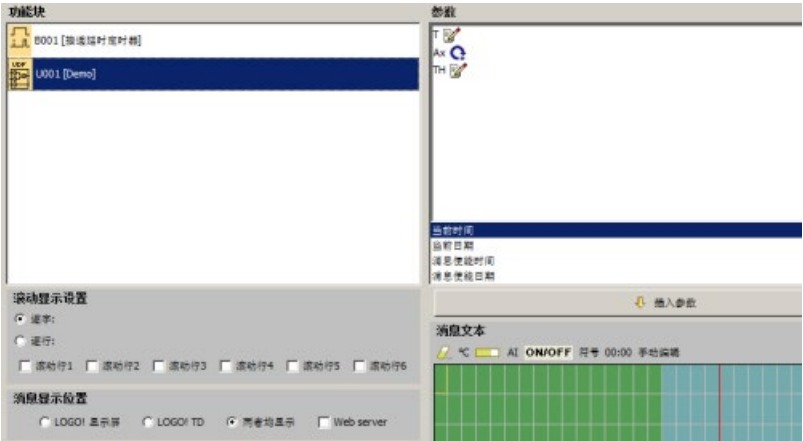 功能块
B001 [接通延时定时器]
UDF
U001 [Demo]
参数
T
Ax
TH
当前时间
当前日期
消息使能时间
消息使能日期
插入参数
滚动显示设置
逐字:
逐行:
滚动行1 滚动行2 滚动行3 滚动行4 滚动行5 滚动行6
消息文本
℃ AI ON/OFF 符号 00:00 手动编辑
消息显示位置
LOGO! 显示屏 LOGO! TD 两者均显示 Web server